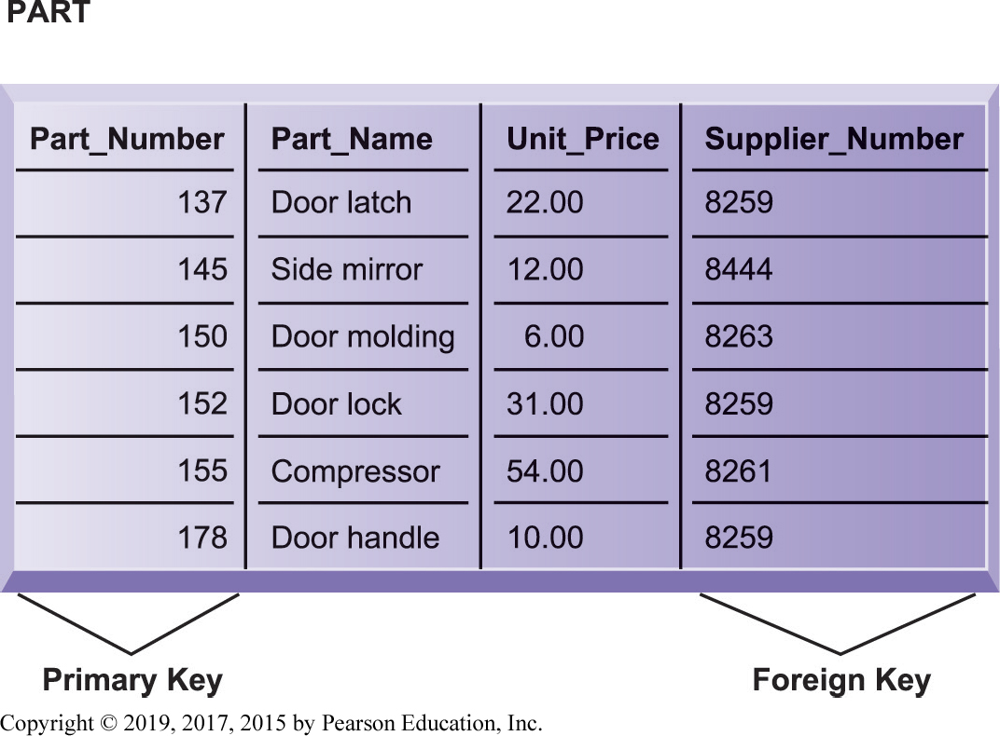 PART
Part_Number Part_Name Unit_Price Supplier_Number
137 Door latch 22.00 8259
145 Side mirror 12.00 8444
150 Door molding 6.00 8263
152 Door lock 31.00 8259
155 Compressor 54.00 8261
178 Door handle 10.00 8259
Primary Key Foreign Key
Copyright © 2019, 2017, 2015 by Pearson Education, Inc.